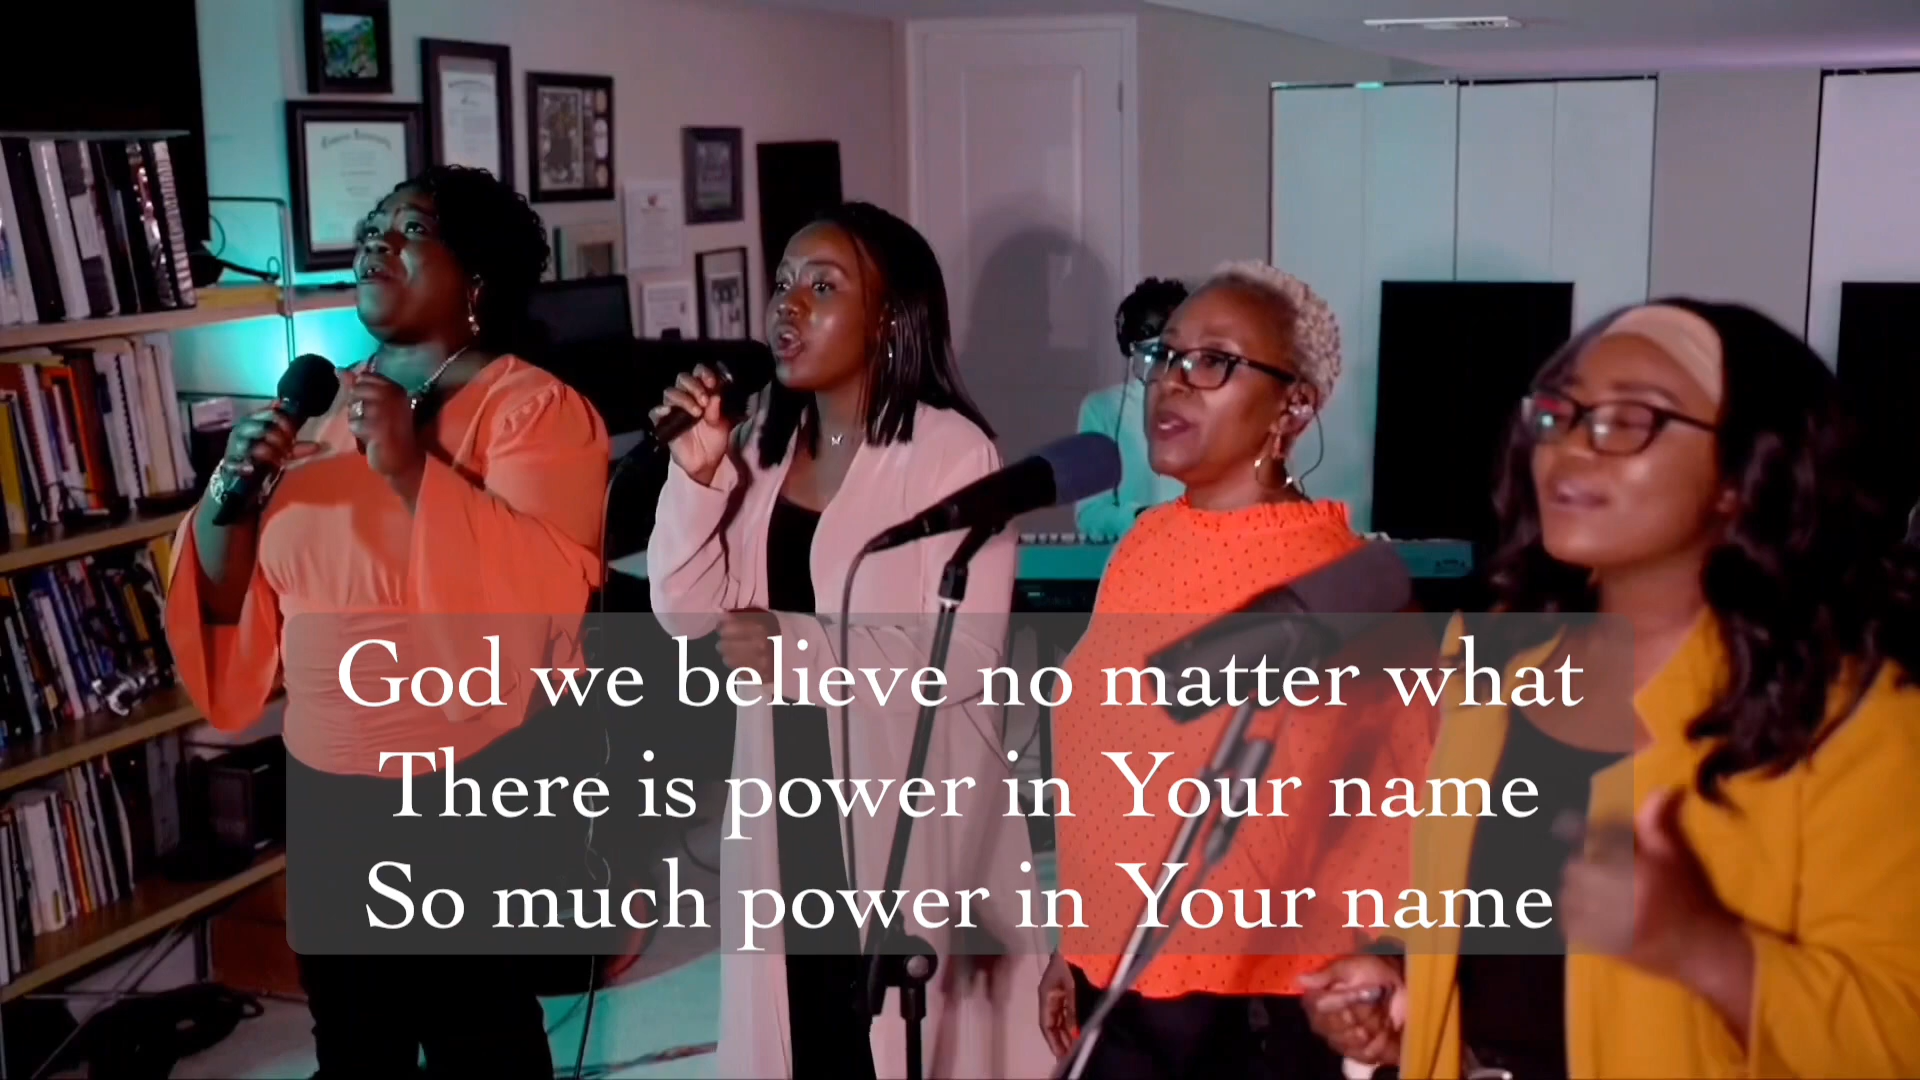 God we believe no matter what
There is power in Your name
So much power in Your name